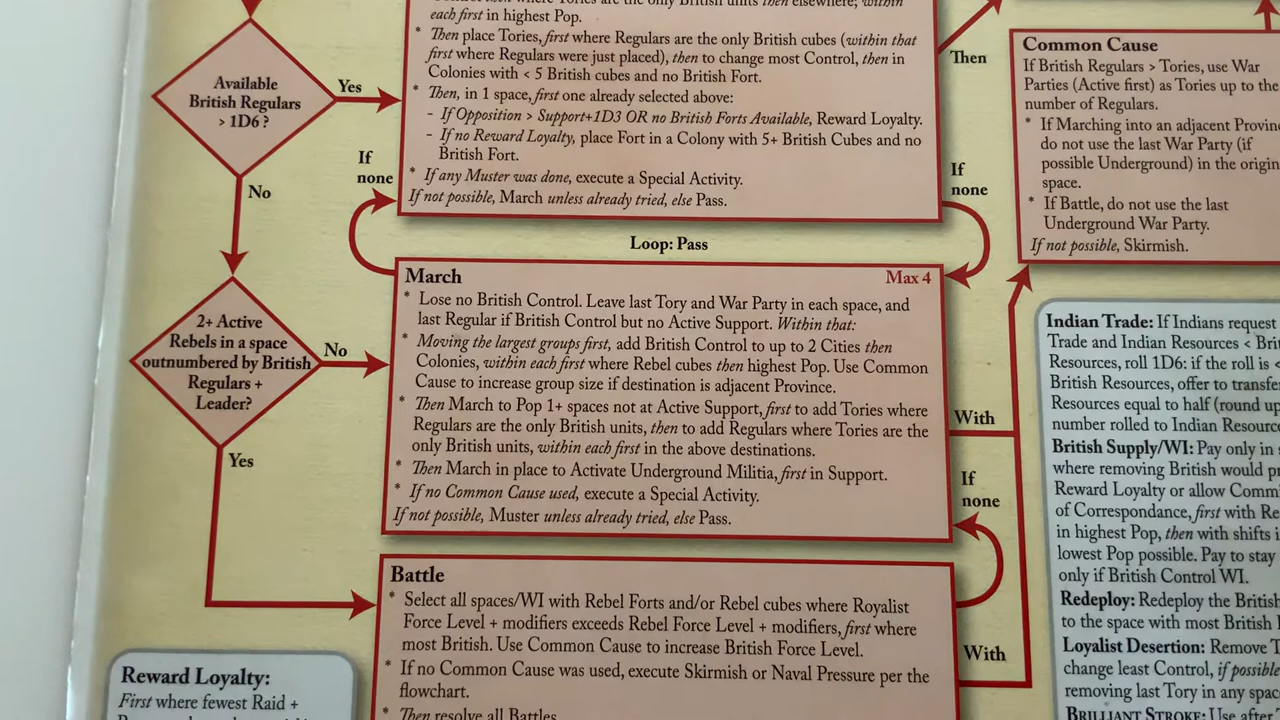 Available
British Regulars
> 1D6?
Yes
No
2+ Active
Rebels in a space
outnumbered by British
Regulars +
Leader?
No
Yes
Reward Loyalty:
First where fewest Raid +
each first in highest Pop.
* Then place Tories, first where Regulars are the only British cubes (within that
first where Regulars were just placed), then to change most Control, then in
Colonies with < 5 British cubes and no British Fort.
* Then, in 1 space, first one already selected above:
- If Opposition > Support+1D3 OR no British Forts Available, Reward Loyalty.
- If no Reward Loyalty, place Fort in a Colony with 5+ British Cubes and no
British Fort.
* If any Muster was done, execute a Special Activity.
If not possible, March unless already tried, else Pass.
If
none
If
none
Then
Loop: Pass
March
Max 4
* Lose no British Control. Leave last Tory and War Party in each space, and
last Regular if British Control but no Active Support. Within that:
* Moving the largest groups first, add British Control to up to 2 Cities then
Colonies, within each first where Rebel cubes then highest Pop. Use Common
Cause to increase group size if destination is adjacent Province.
* Then March to Pop 1+ spaces not at Active Support, first to add Tories where
Regulars are the only British units, then to add Regulars where Tories are the
only British units, within each first in the above destinations.
* Then March in place to Activate Underground Militia, first in Support.
* If no Common Cause used, execute a Special Activity.
If not possible, Muster unless already tried, else Pass.
With
If
none
With
Battle
* Select all spaces/WI with Rebel Forts and/or Rebel cubes where Royalist
Force Level + modifiers exceeds Rebel Force Level + modifiers, first where
most British. Use Common Cause to increase British Force Level.
* If no Common Cause was used, execute Skirmish or Naval Pressure per the
flowchart.
* Then resolve all Battles
Common Cause
If British Regulars > Tories, use War
Parties (Active first) as Tories up to the
number of Regulars.
* If Marching into an adjacent Provin
do not use the last War Party (if
possible Underground) in the origin
space.
* If Battle, do not use the last
Underground War Party.
If not possible, Skirmish.
Indian Trade: If Indians request
Trade and Indian Resources < Bri
Resources, roll 1D6: if the roll is <
British Resources, offer to transfe
Resources equal to half (round up
number rolled to Indian Resourc
British Supply/WI: Pay only in
where removing British would p
Reward Loyalty or allow Commi
of Correspondence, first with Re
in highest Pop, then with shifts i
lowest Pop possible. Pay to stay
only if British Control WI.
Redeploy: Redeploy the British
to the space with most British
Loyalist Desertion: Remove T
change least Control, if possible
removing last Tory in any spac
BRILLIANT STROKE: Use after